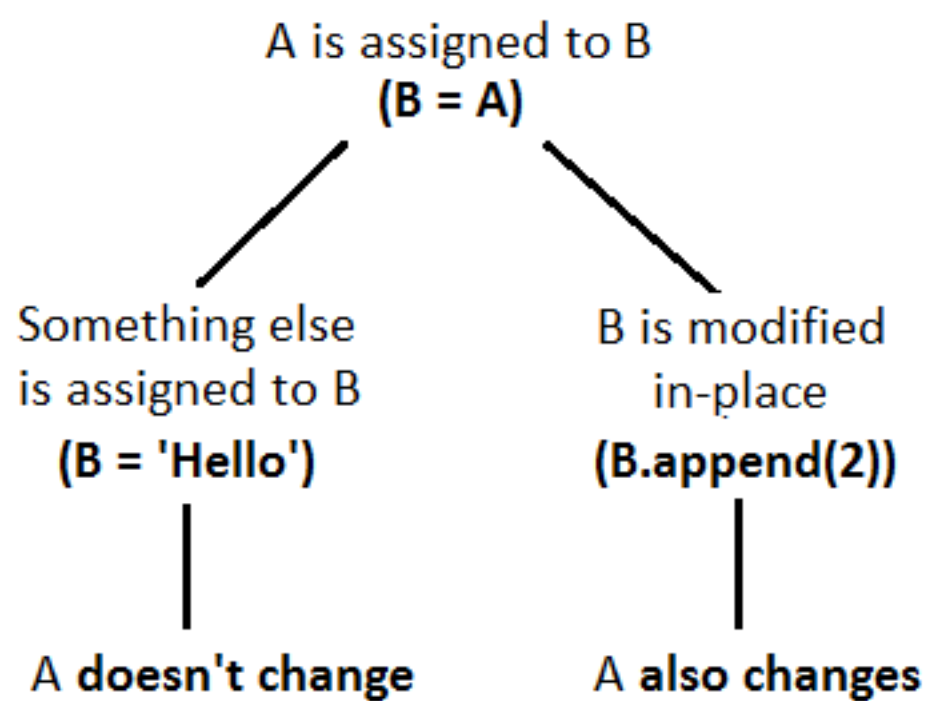 A is assigned to B
(B = A)
Something else
is assigned to B
(B = 'Hello')
A doesn't change
B is modified
in-place
(B.append(2))
A also changes